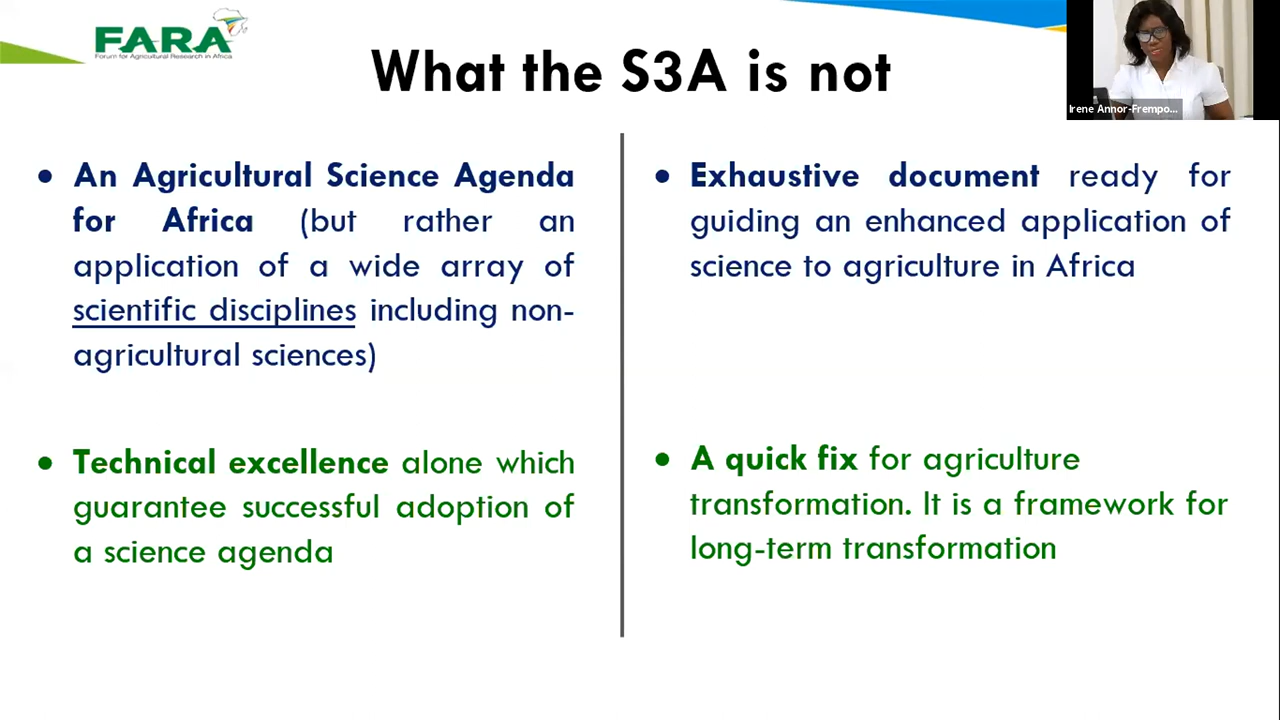 FARA
Forum for Agricultural Research in Africa
What the S3A is not
Irene Annor-Frempo...
• An Agricultural Science Agenda
for Africa (but rather an
application of a wide array of
scientific disciplines including non-
agricultural sciences)
• Technical excellence alone which
guarantee successful adoption of
a science agenda
• Exhaustive document ready for
guiding an enhanced application of
science to agriculture in Africa
• A quick fix for agriculture
transformation. It is a framework for
long-term transformation